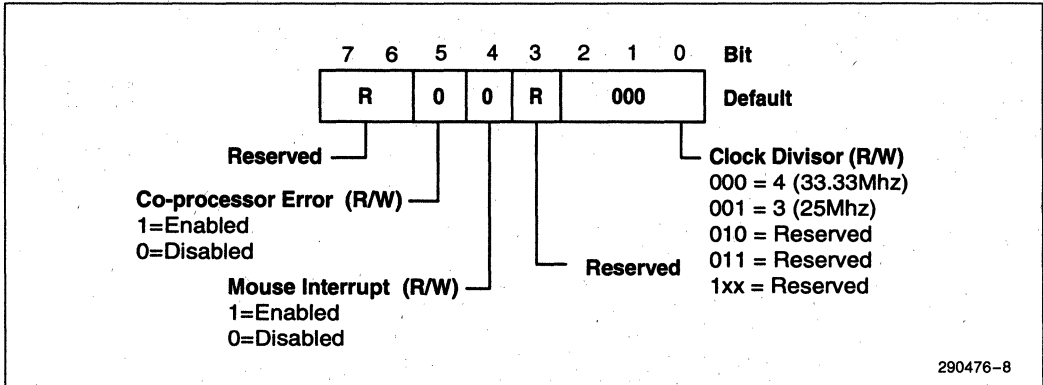 7 6 5 4 3 2 1 0 Bit
R 0 0 R 000 Default
Reserved
Co-processor Error (R/W)
1=Enabled
0=Disabled
Mouse Interrupt (R/W)
1=Enabled
0=Disabled
Reserved
Clock Divisor (R/W)
000 = 4 (33.33Mhz)
001 = 3 (25Mhz)
010 = Reserved
011 = Reserved
1xx = Reserved
290476-8